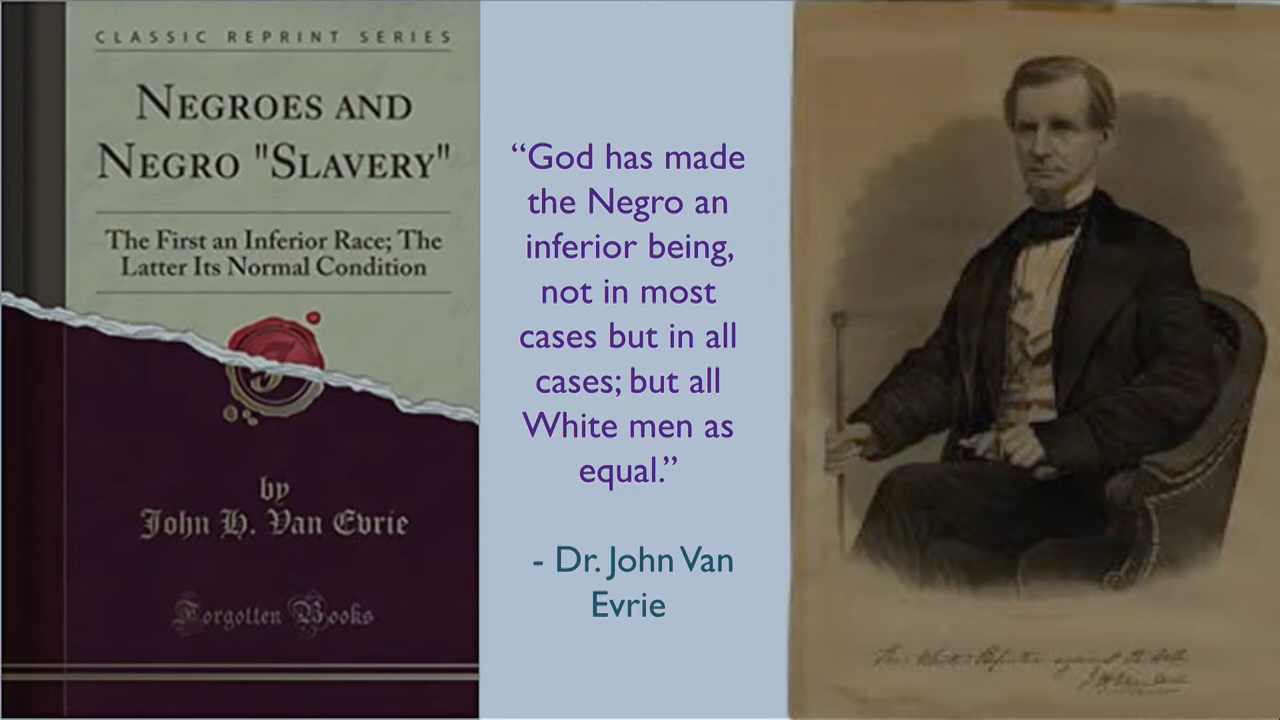 CLASSIC REPRINT SERIES
NEGROES AND
NEGRO "SLAVERY"
The First an Inferior Race; The
Latter Its Normal Condition
by
John H. Van Evrie
Forgotten Books
“God has made
the Negro an
inferior being,
not in most
cases but in all
cases; but all
White men as
equal.”
- Dr. John Van
Evrie